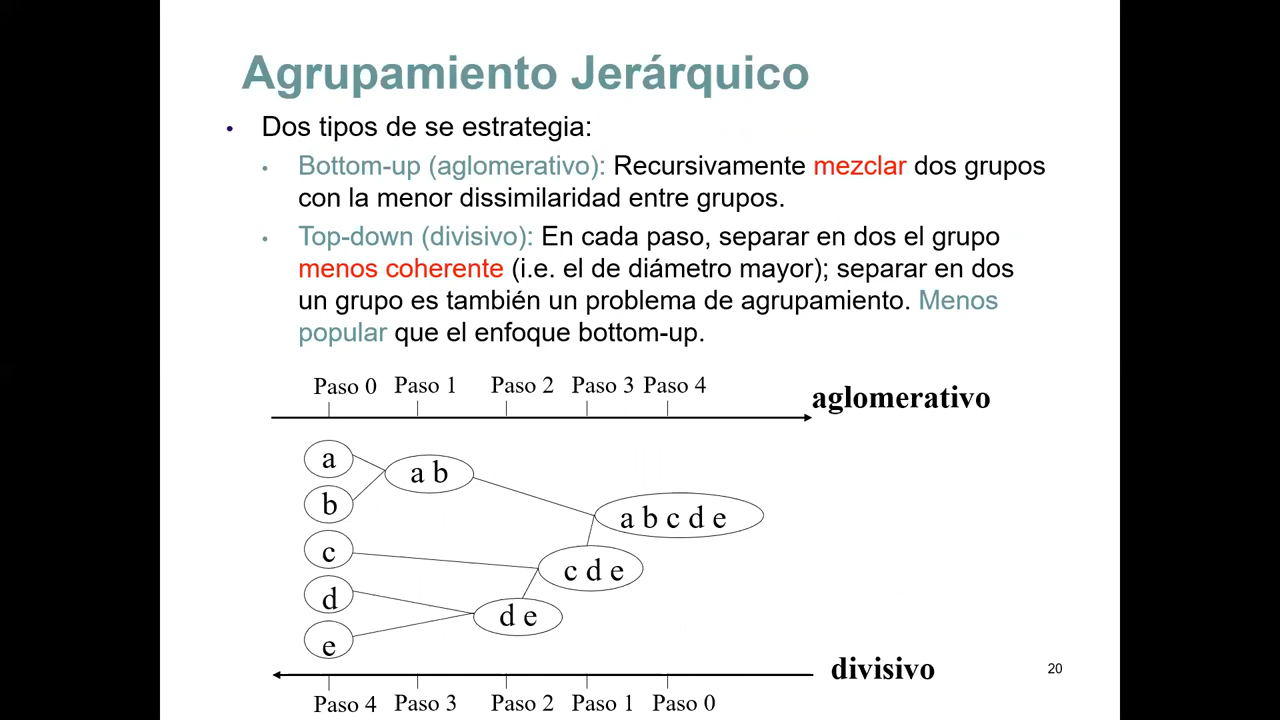 Agrupamiento Jerárquico
• Dos tipos de se estrategia:
• Bottom-up (aglomerativo): Recursivamente mezclar dos grupos
con la menor dissimilaridad entre grupos.
• Top-down (divisivo): En cada paso, separar en dos el grupo
menos coherente (i.e. el de diámetro mayor); separar en dos
un grupo es también un problema de agrupamiento. Menos
popular que el enfoque bottom-up.
Paso 0 Paso 1 Paso 2 Paso 3 Paso 4
aglomerativo
a
a b
b
a b c d e
c
c d e
d
d e
e
divisivo
20
Paso 4 Paso 3 Paso 2 Paso 1 Paso 0